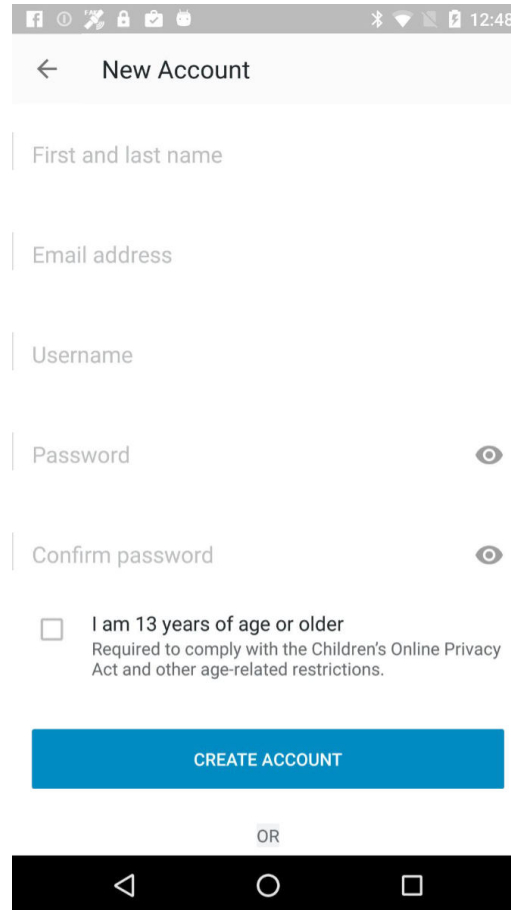 12:48
New Account
First and last name
Email address
Username
Password
Confirm password
I am 13 years of age or older
Required to comply with the Children's Online Privacy
Act and other age-related restrictions.
CREATE ACCOUNT
OR